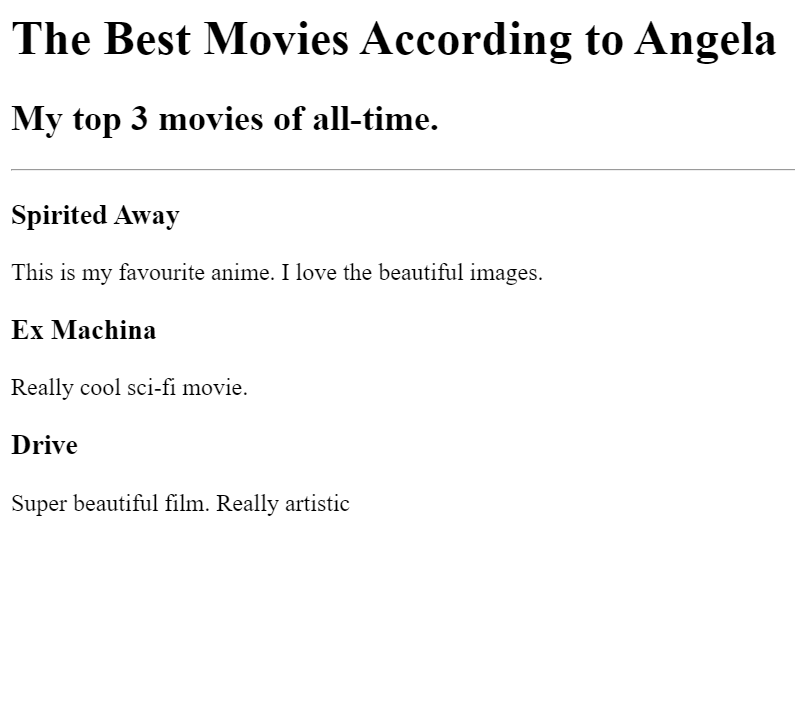 The Best Movies According to Angela
My top 3 movies of all-time.
Spirited Away
This is my favourite anime. I love the beautiful images.
Ex Machina
Really cool sci-fi movie.
Drive
Super beautiful film. Really artistic